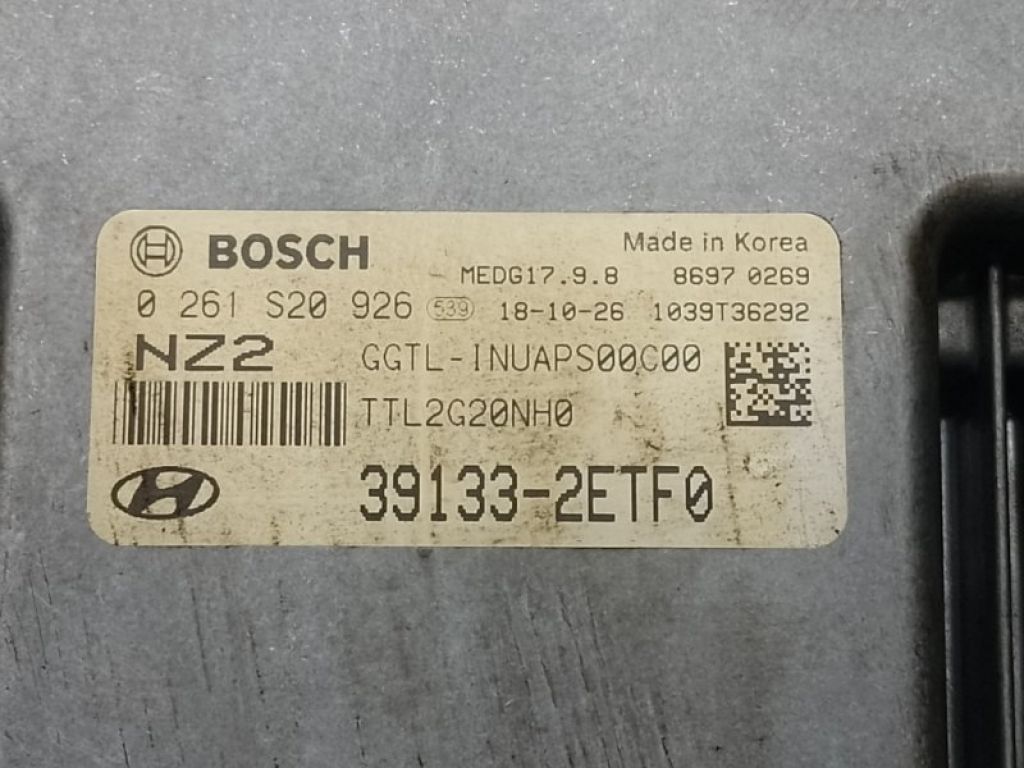 BOSCH Made in Korea
MEDG17.9.8 8697 0269
0 261 S20 926 539 18-10-26 1039T36292
NZ2 GGTL-INUAPS00C00
TTL2G20NH0
39133-2ETF0